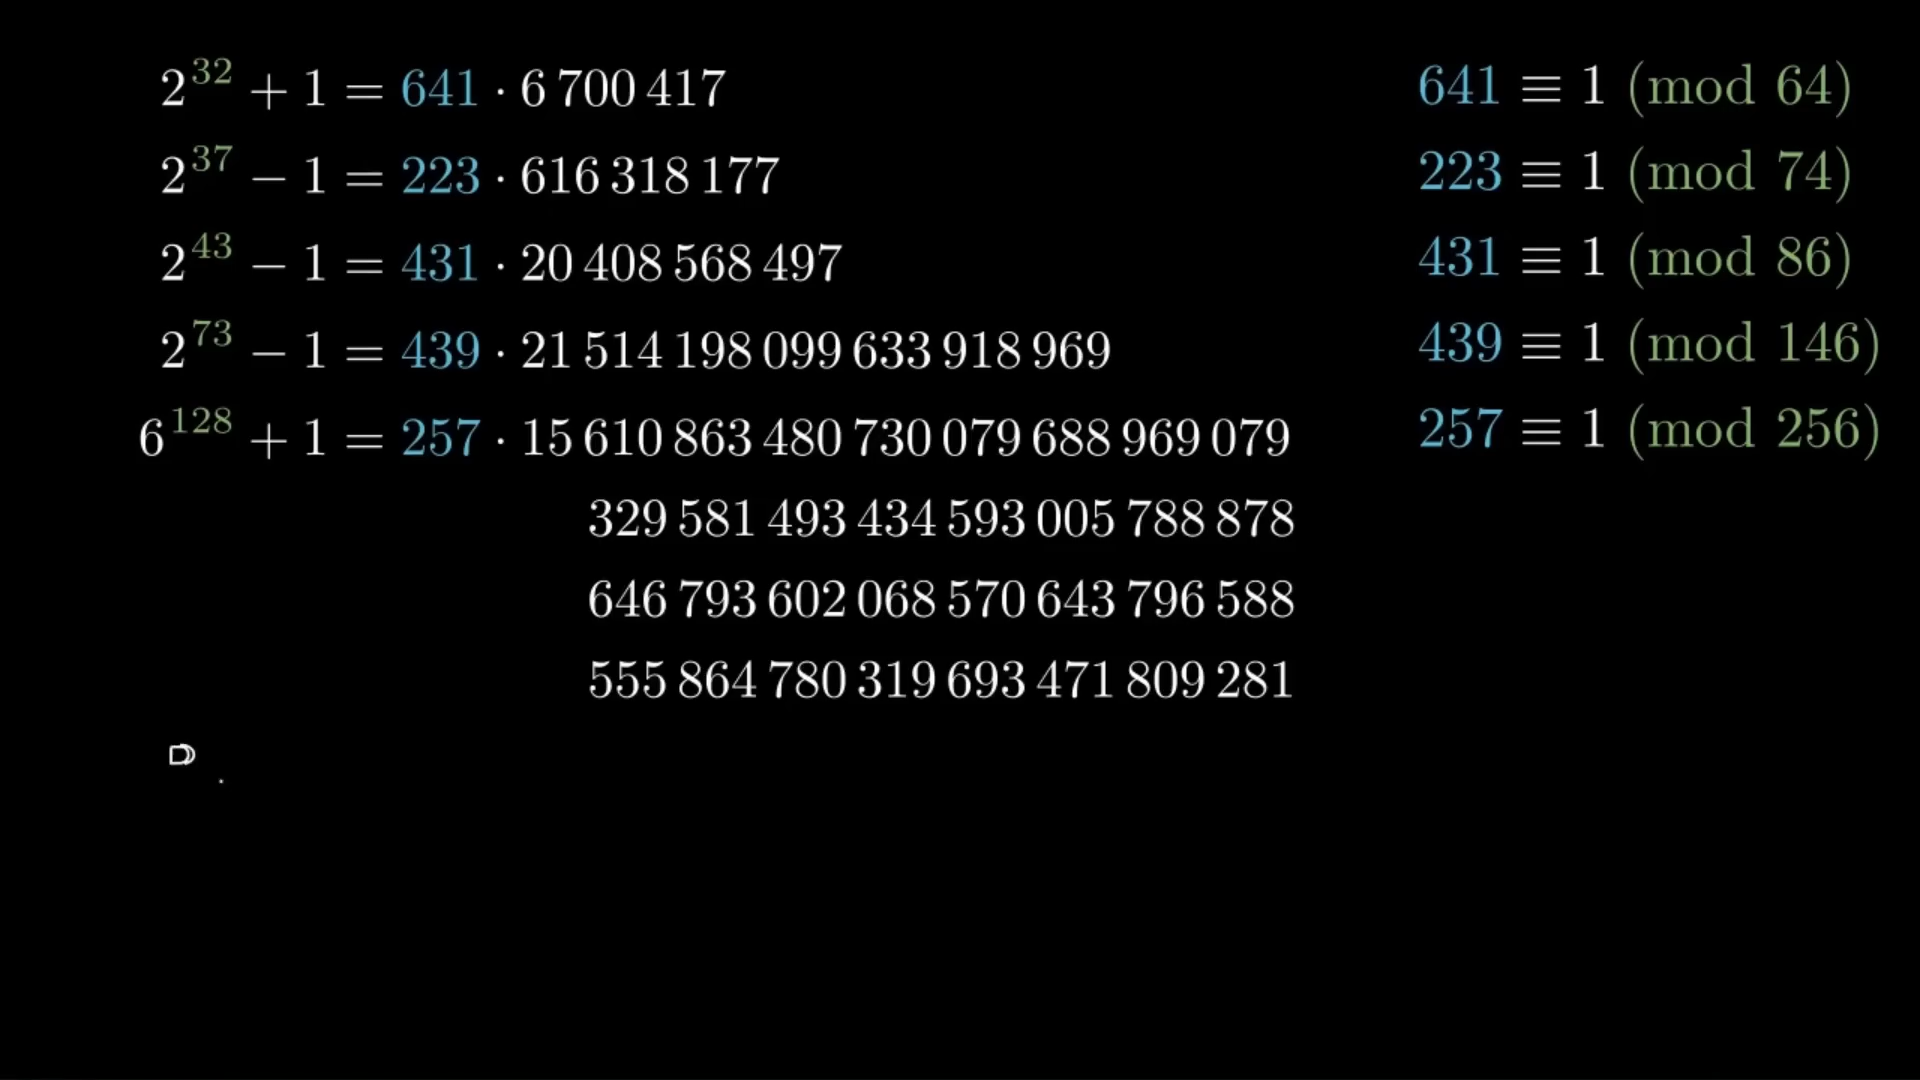 2^32 + 1 = 641 · 6 700 417
641 ≡ 1 (mod 64)
2^37 − 1 = 223 · 616 318 177
223 ≡ 1 (mod 74)
2^43 − 1 = 431 · 20 408 568 497
431 ≡ 1 (mod 86)
2^73 − 1 = 439 · 21 514 198 099 633 918 969
439 ≡ 1 (mod 146)
6^128 + 1 = 257 · 15 610 863 480 730 079 688 969 079
257 ≡ 1 (mod 256)
329 581 493 434 593 005 788 878
646 793 602 068 570 643 796 588
555 864 780 319 693 471 809 281